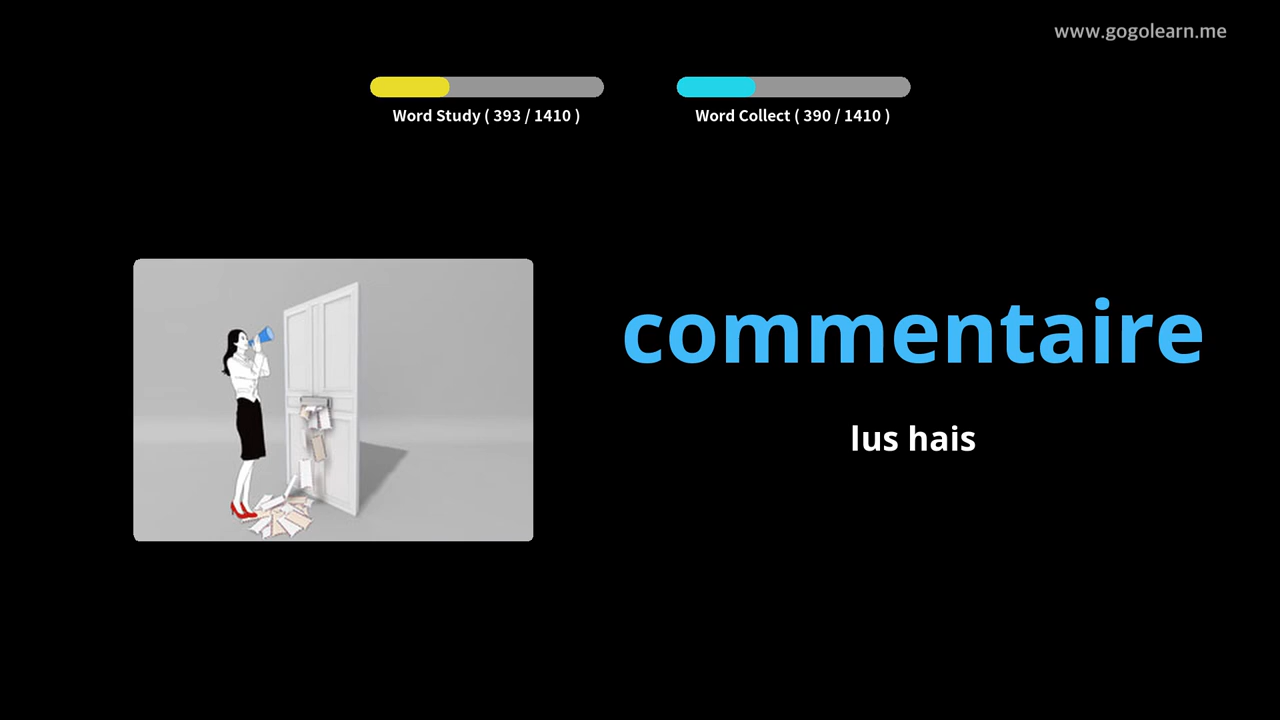 www.gogolearn.me
Word Study ( 393 / 1410 )
Word Collect ( 390 / 1410 )
commentaire
lus hais